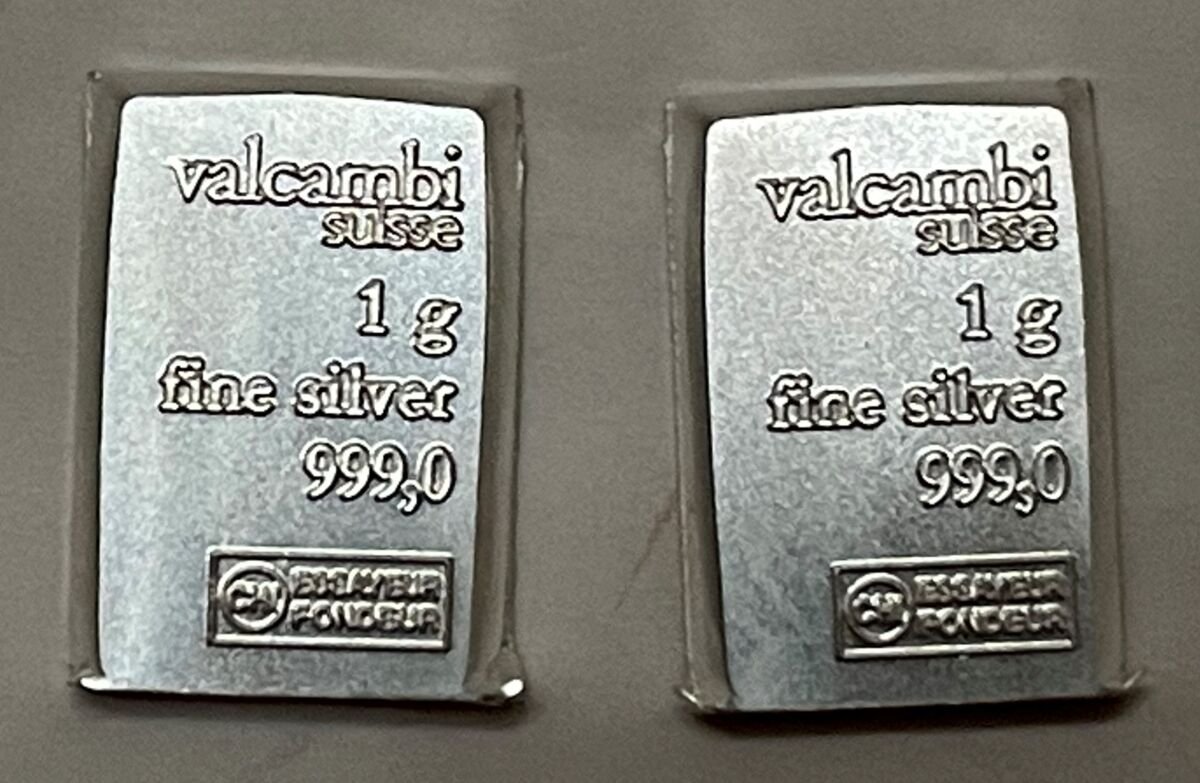 valcambi
suisse
1 g
fine silver
999,0
ESSAYEUR
FONDEUR
valcambi
suisse
1 g
fine silver
999,0
ESSAYEUR
FONDEUR